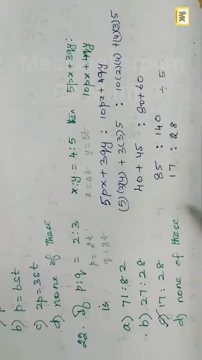 c) 2p = 3st
d) none of these
22. If p:q = 2:3 x:y = 4:5 then 5px+3qy :
is 10px+4qy
5px+3qy : 10px+4qy
a) 71:82
(5)(2)(4)+3(3)5 : 10(2)(4)+(4)(3)5
b) 27:28
40+45 : 80+60
c) 17:28
85 : 140 ÷ 5
d) none of these
17 : 28